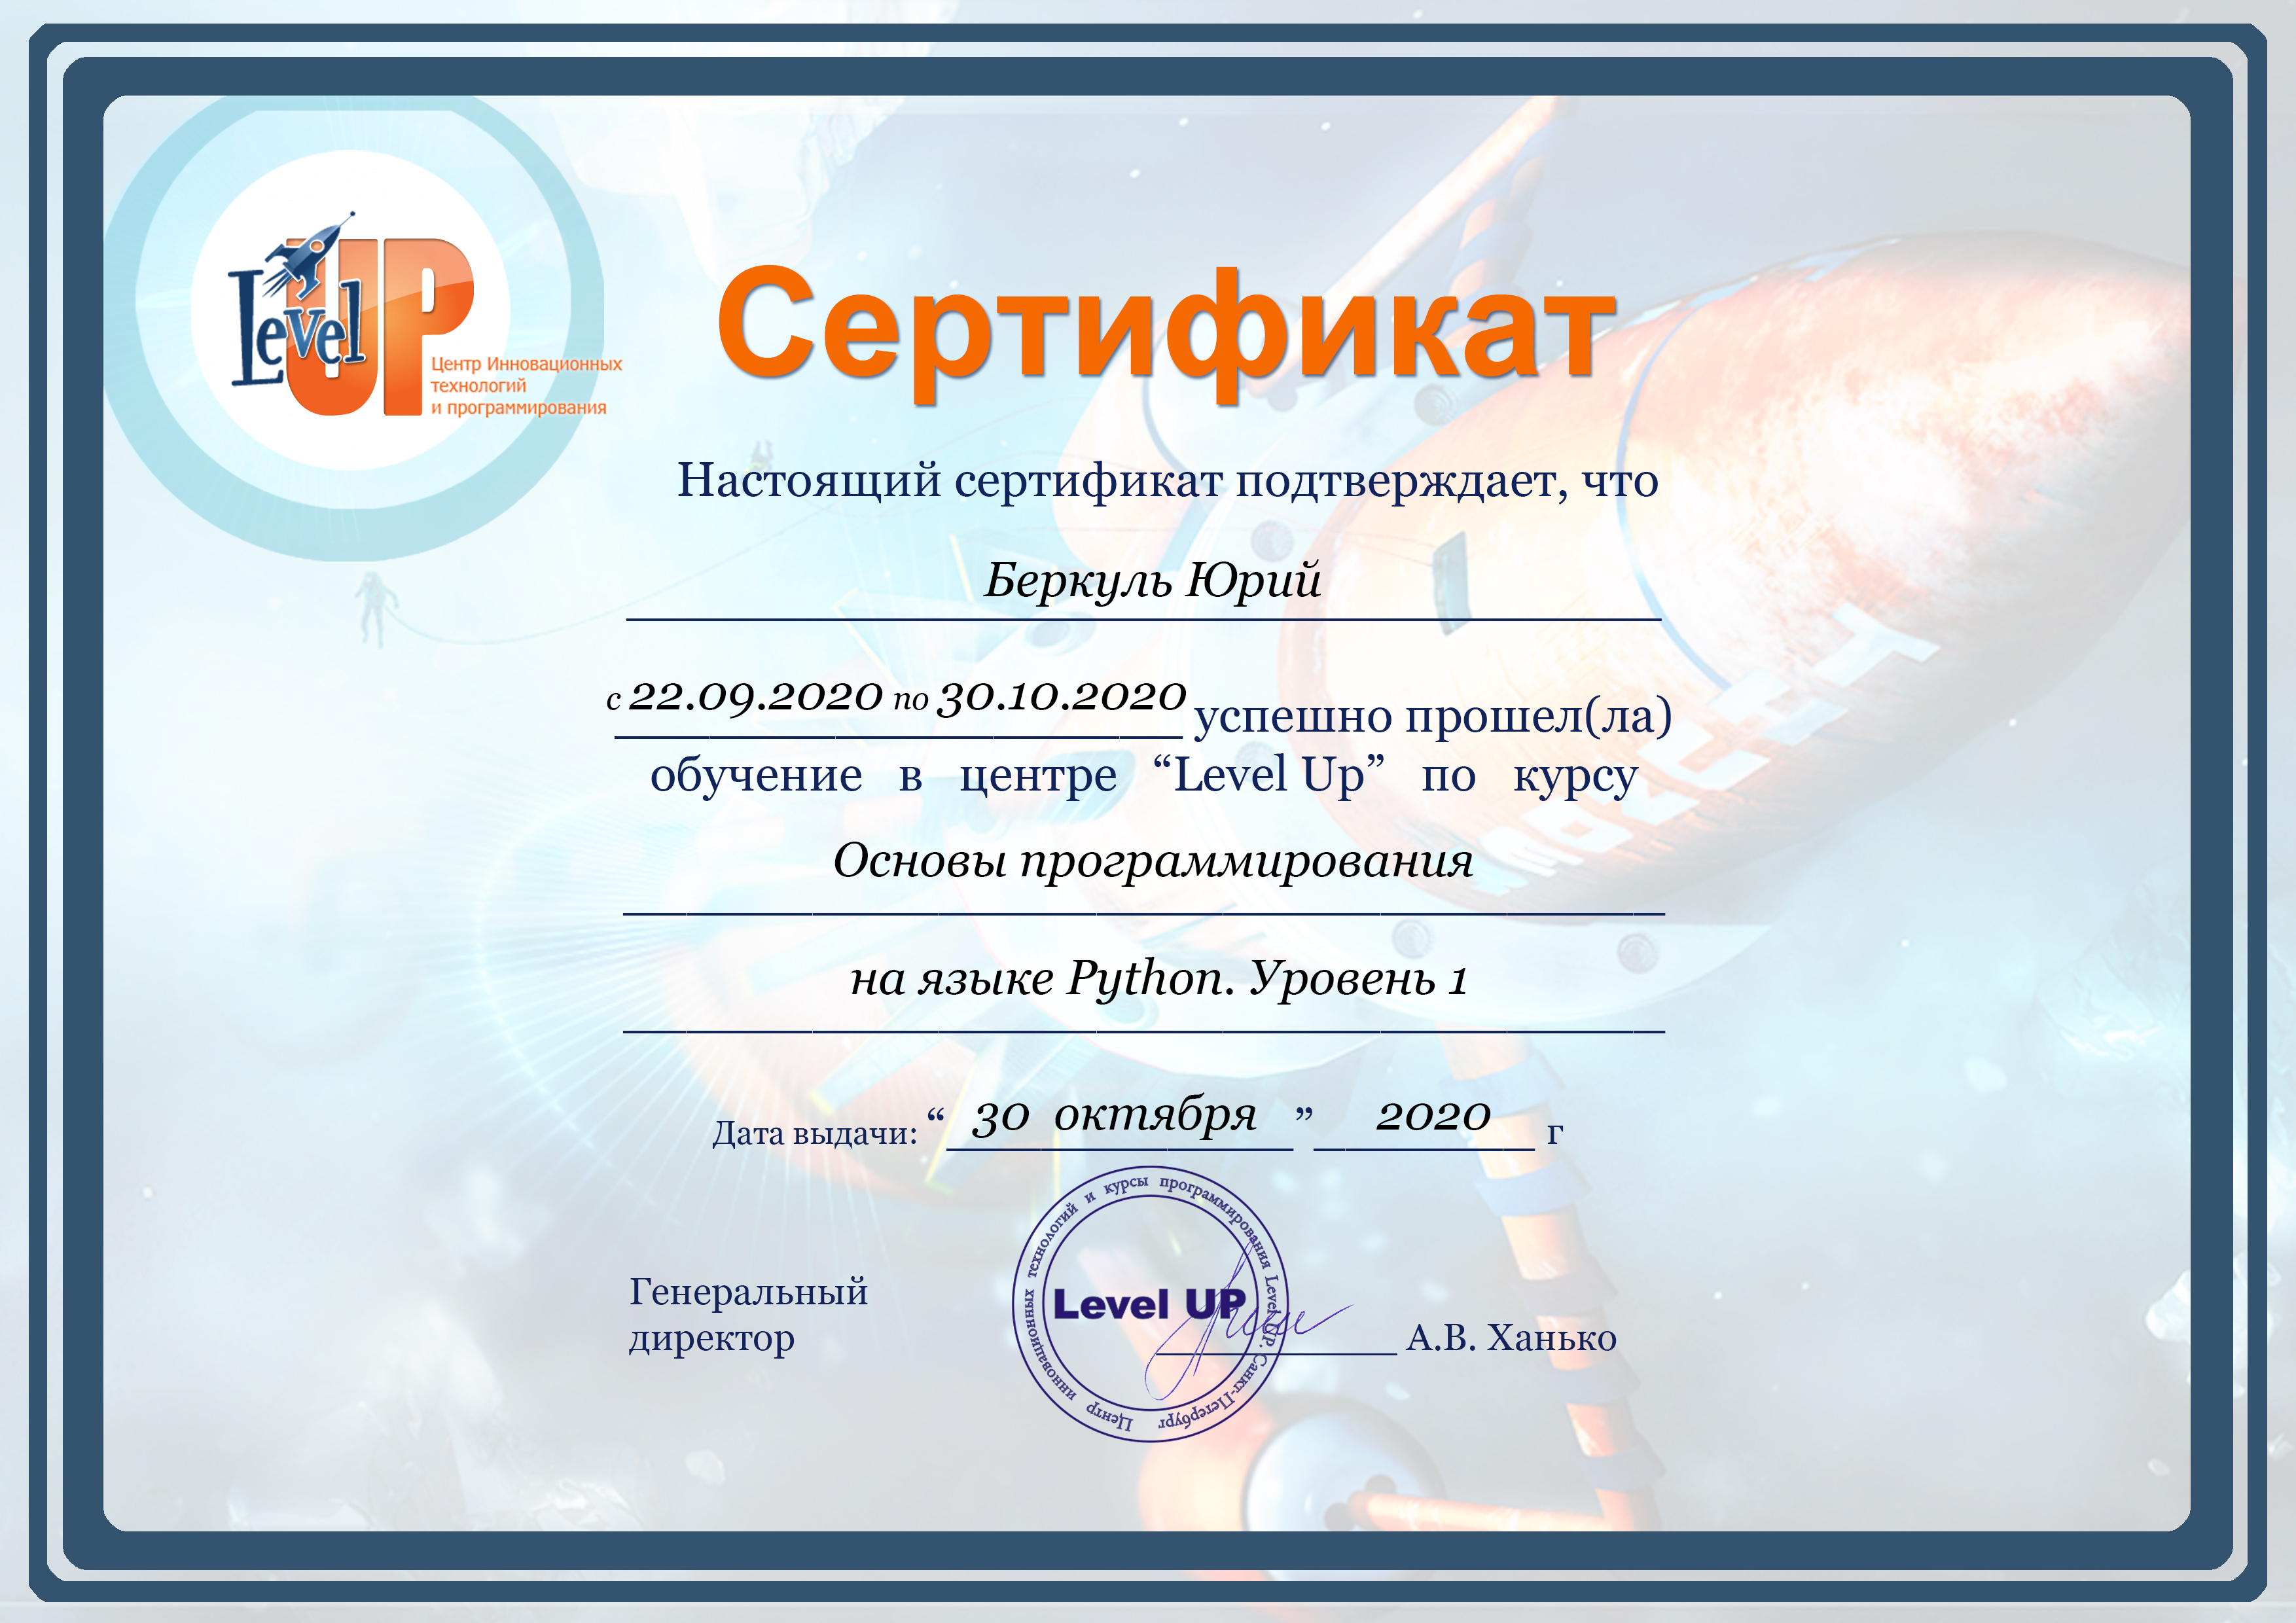 Level UP
Центр Инновационных
технологий
и программирования
Сертификат
Настоящий сертификат подтверждает, что
Беркуль Юрий
с 22.09.2020 по 30.10.2020 успешно прошел(ла)
обучение в центре “Level Up” по курсу
Основы программирования
на языке Python. Уровень 1
Дата выдачи: “ 30 октября ” 2020 г
Центр инновационных технологий и курсы программирования Level UP. Санкт-Петербург
Level UP
Генеральный
директор
А.В. Ханько